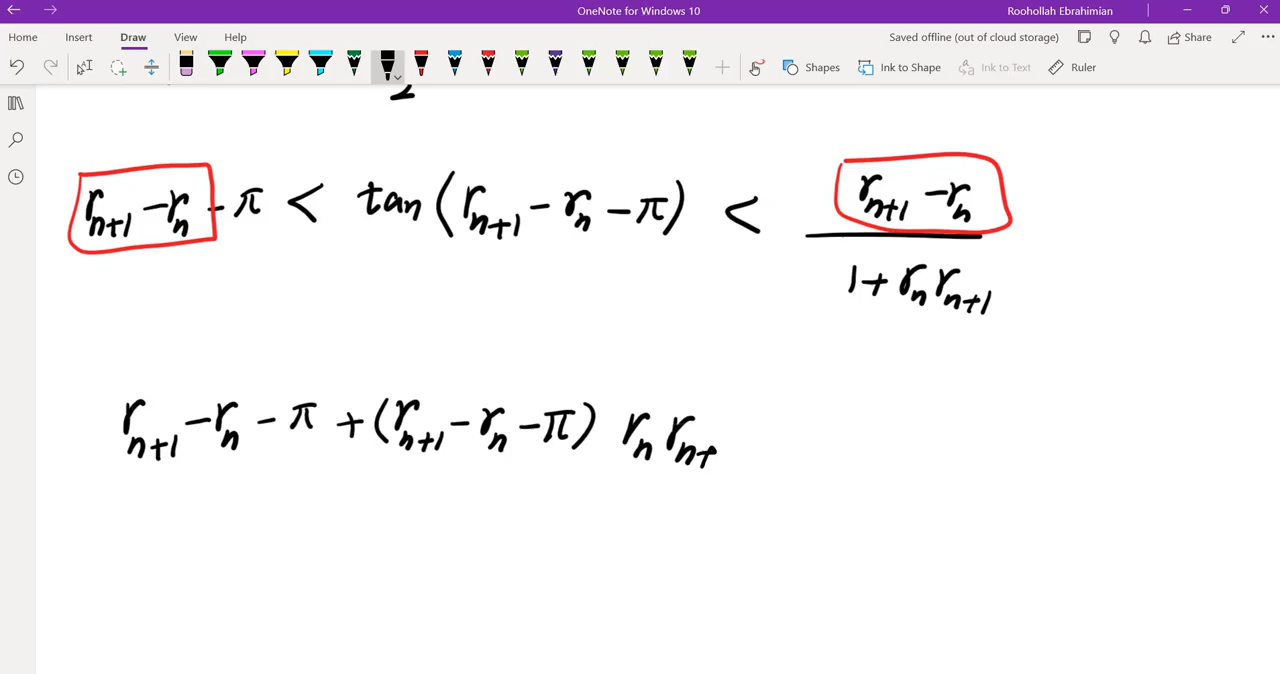 OneNote for Windows 10
Roohollah Ebrahimian
Home Insert Draw View Help
Saved offline (out of cloud storage) Share
Shapes Ink to Shape Ink to Text Ruler
2
r_{n+1} - r_n - π < tan(r_{n+1} - r_n - π) < \frac{r_{n+1} - r_n}{1 + r_n r_{n+1}}
r_{n+1} - r_n - π + (r_{n+1} - r_n - π) r_n r_{n+